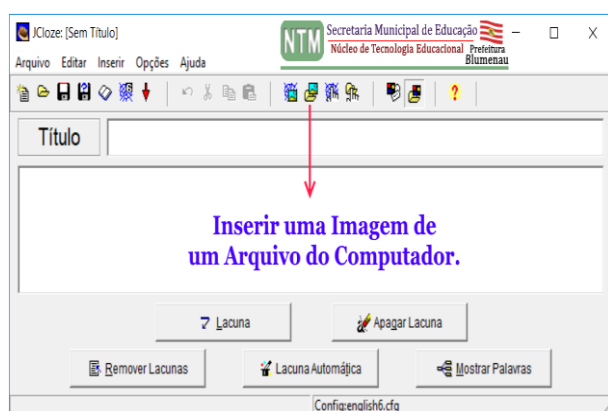 JCloze: [Sem Título]
NTM
Secretaria Municipal de Educação
Núcleo de Tecnologia Educacional
Prefeitura
Blumenau
Arquivo Editar Inserir Opções Ajuda
Título
Inserir uma Imagem de
um Arquivo do Computador.
Lacuna
Apagar Lacuna
Remover Lacunas
Lacuna Automática
Mostrar Palavras
Config:english6.cfg